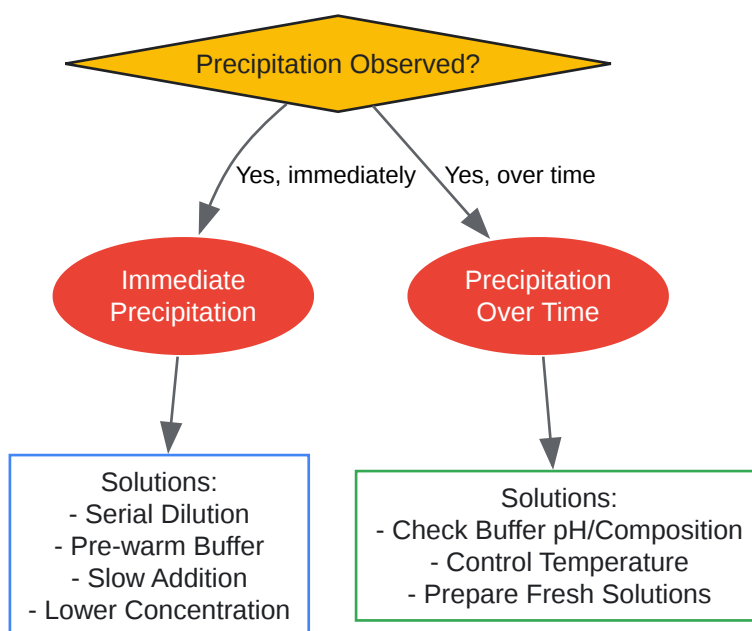 Precipitation Observed?
Yes, immediately
Yes, over time
Immediate
Precipitation
Precipitation
Over Time
Solutions:
- Serial Dilution
- Pre-warm Buffer
- Slow Addition
- Lower Concentration
Solutions:
- Check Buffer pH/Composition
- Control Temperature
- Prepare Fresh Solutions